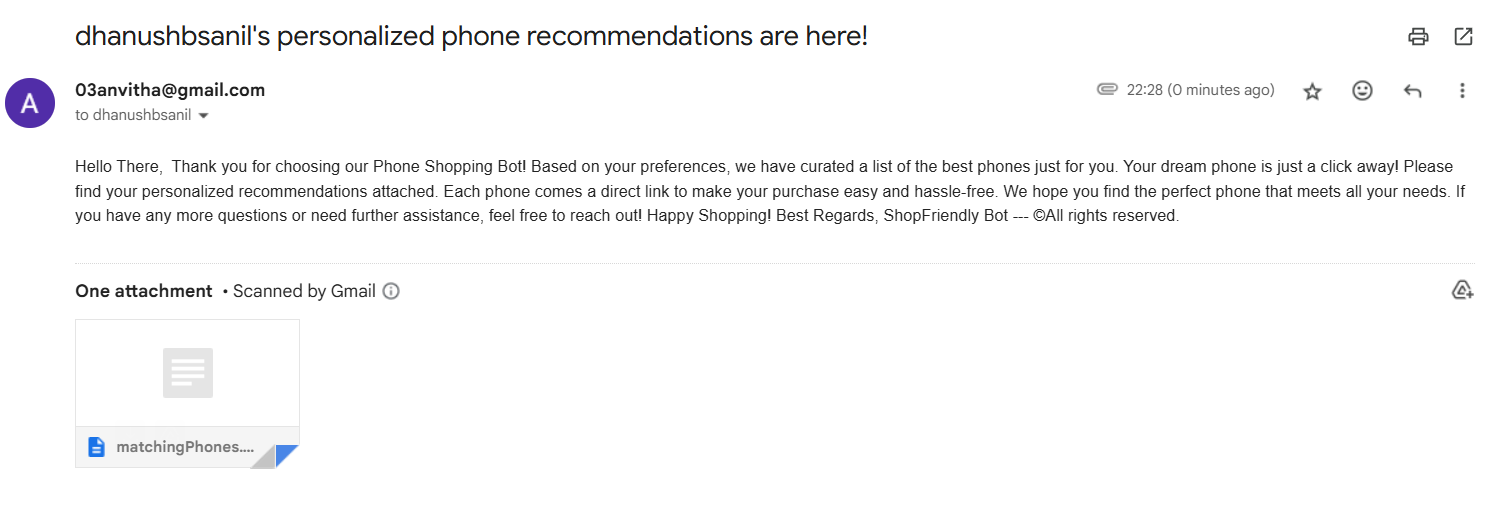 dhanushbsanil's personalized phone recommendations are here!
A
03anvitha@gmail.com
22:28 (0 minutes ago)
to dhanushbsanil
Hello There,  Thank you for choosing our Phone Shopping Bot! Based on your preferences, we have curated a list of the best phones just for you. Your dream phone is just a click away! Please
find your personalized recommendations attached. Each phone comes a direct link to make your purchase easy and hassle-free. We hope you find the perfect phone that meets all your needs. If
you have any more questions or need further assistance, feel free to reach out! Happy Shopping! Best Regards, ShopFriendly Bot --- ©All rights reserved.
One attachment • Scanned by Gmail
matchingPhones....